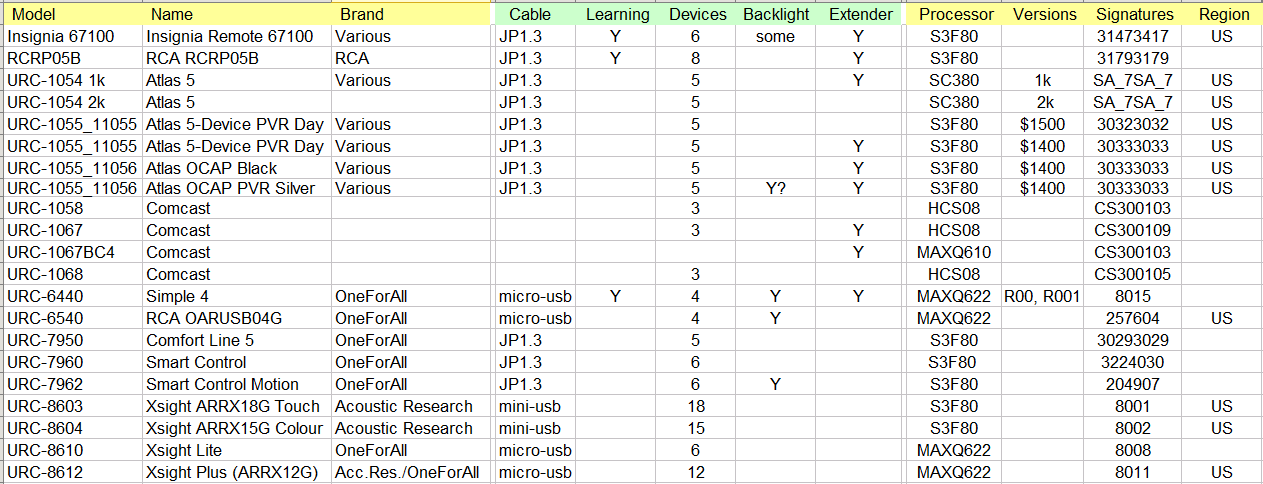 Model Name Brand Cable Learning Devices Backlight Extender Processor Versions Signatures Region
Insignia 67100 Insignia Remote 67100 Various JP1.3 Y 6 some Y S3F80 31473417 US
RCRP05B RCA RCRP05B RCA JP1.3 Y 8 Y S3F80 31793179
URC-1054 1k Atlas 5 Various JP1.3 5 Y SC380 1k SA_7SA_7 US
URC-1054 2k Atlas 5 JP1.3 5 SC380 2k SA_7SA_7 US
URC-1055_11055 Atlas 5-Device PVR Day Various JP1.3 5 S3F80 $1500 30323032 US
URC-1055_11055 Atlas 5-Device PVR Day Various JP1.3 5 Y S3F80 $1400 30333033 US
URC-1055_11056 Atlas OCAP Black Various JP1.3 5 Y S3F80 $1400 30333033 US
URC-1055_11056 Atlas OCAP PVR Silver Various JP1.3 5 Y? Y S3F80 $1400 30333033 US
URC-1058 Comcast 3 HCS08 CS300103
URC-1067 Comcast 3 Y HCS08 CS300109
URC-1067BC4 Comcast Y MAXQ610 CS300103
URC-1068 Comcast 3 HCS08 CS300105
URC-6440 Simple 4 OneForAll micro-usb Y 4 Y Y MAXQ622 R00, R001 8015
URC-6540 RCA OARUSB04G OneForAll micro-usb 4 Y MAXQ622 257604 US
URC-7950 Comfort Line 5 OneForAll JP1.3 5 S3F80 30293029
URC-7960 Smart Control OneForAll JP1.3 6 S3F80 3224030
URC-7962 Smart Control Motion OneForAll JP1.3 6 Y S3F80 204907
URC-8603 Xsight ARRX18G Touch Acoustic Research mini-usb 18 S3F80 8001 US
URC-8604 Xsight ARRX15G Colour Acoustic Research mini-usb 15 S3F80 8002 US
URC-8610 Xsight Lite OneForAll micro-usb 6 MAXQ622 8008
URC-8612 Xsight Plus (ARRX12G) Acc.Res./OneForAll micro-usb 12 MAXQ622 8011 US